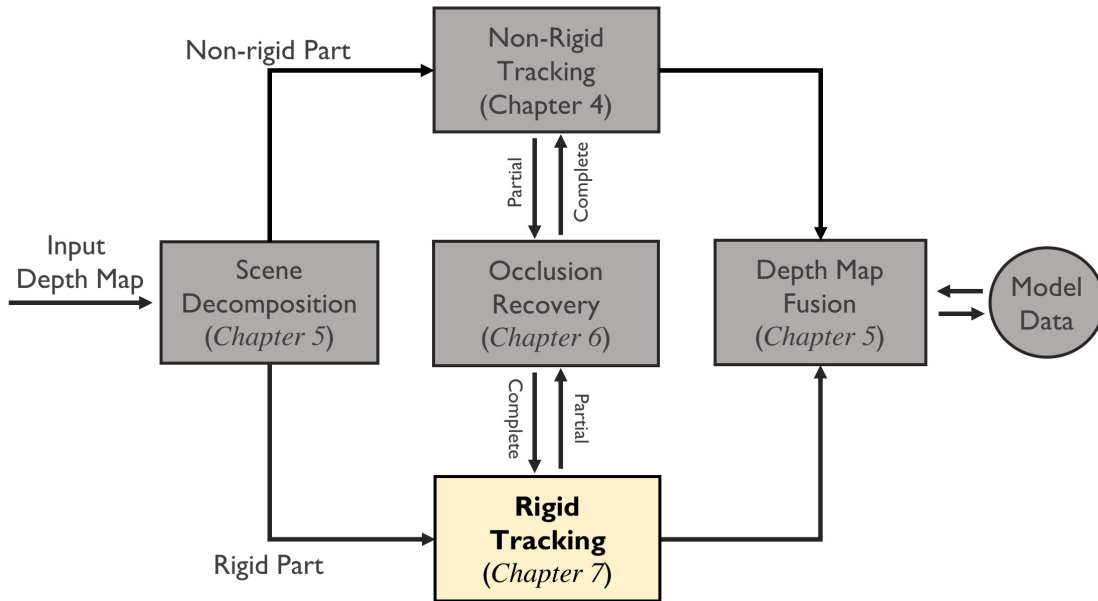 Non-rigid Part
Non-Rigid
Tracking
(Chapter 4)
Partial
Complete
Input
Depth Map
Scene
Decomposition
(Chapter 5)
Occlusion
Recovery
(Chapter 6)
Depth Map
Fusion
(Chapter 5)
Model
Data
Complete
Partial
Rigid
Tracking
(Chapter 7)
Rigid Part